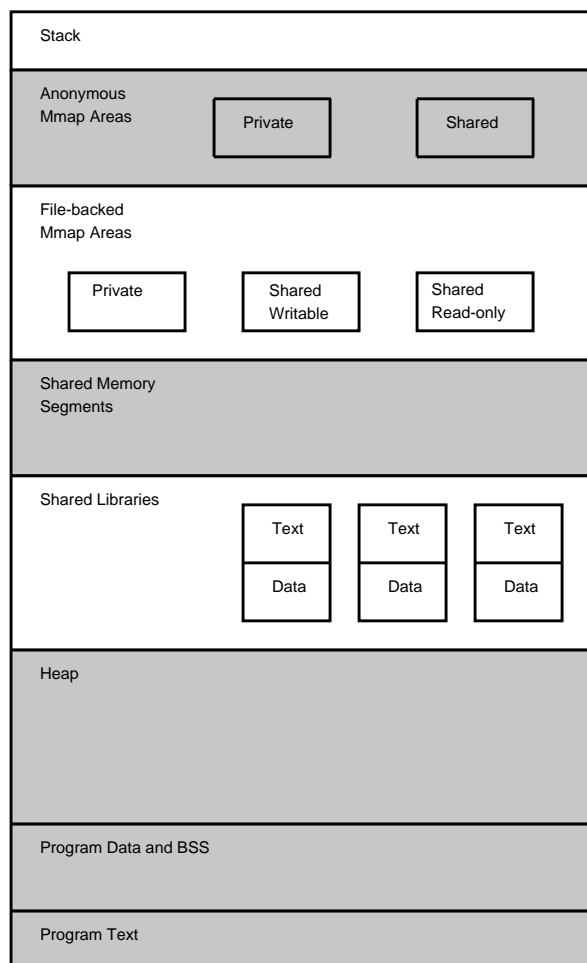 Stack
Anonymous
Mmap Areas
Private
Shared
File-backed
Mmap Areas
Private
Shared
Writable
Shared
Read-only
Shared Memory
Segments
Shared Libraries
Text
Text
Text
Data
Data
Data
Heap
Program Data and BSS
Program Text